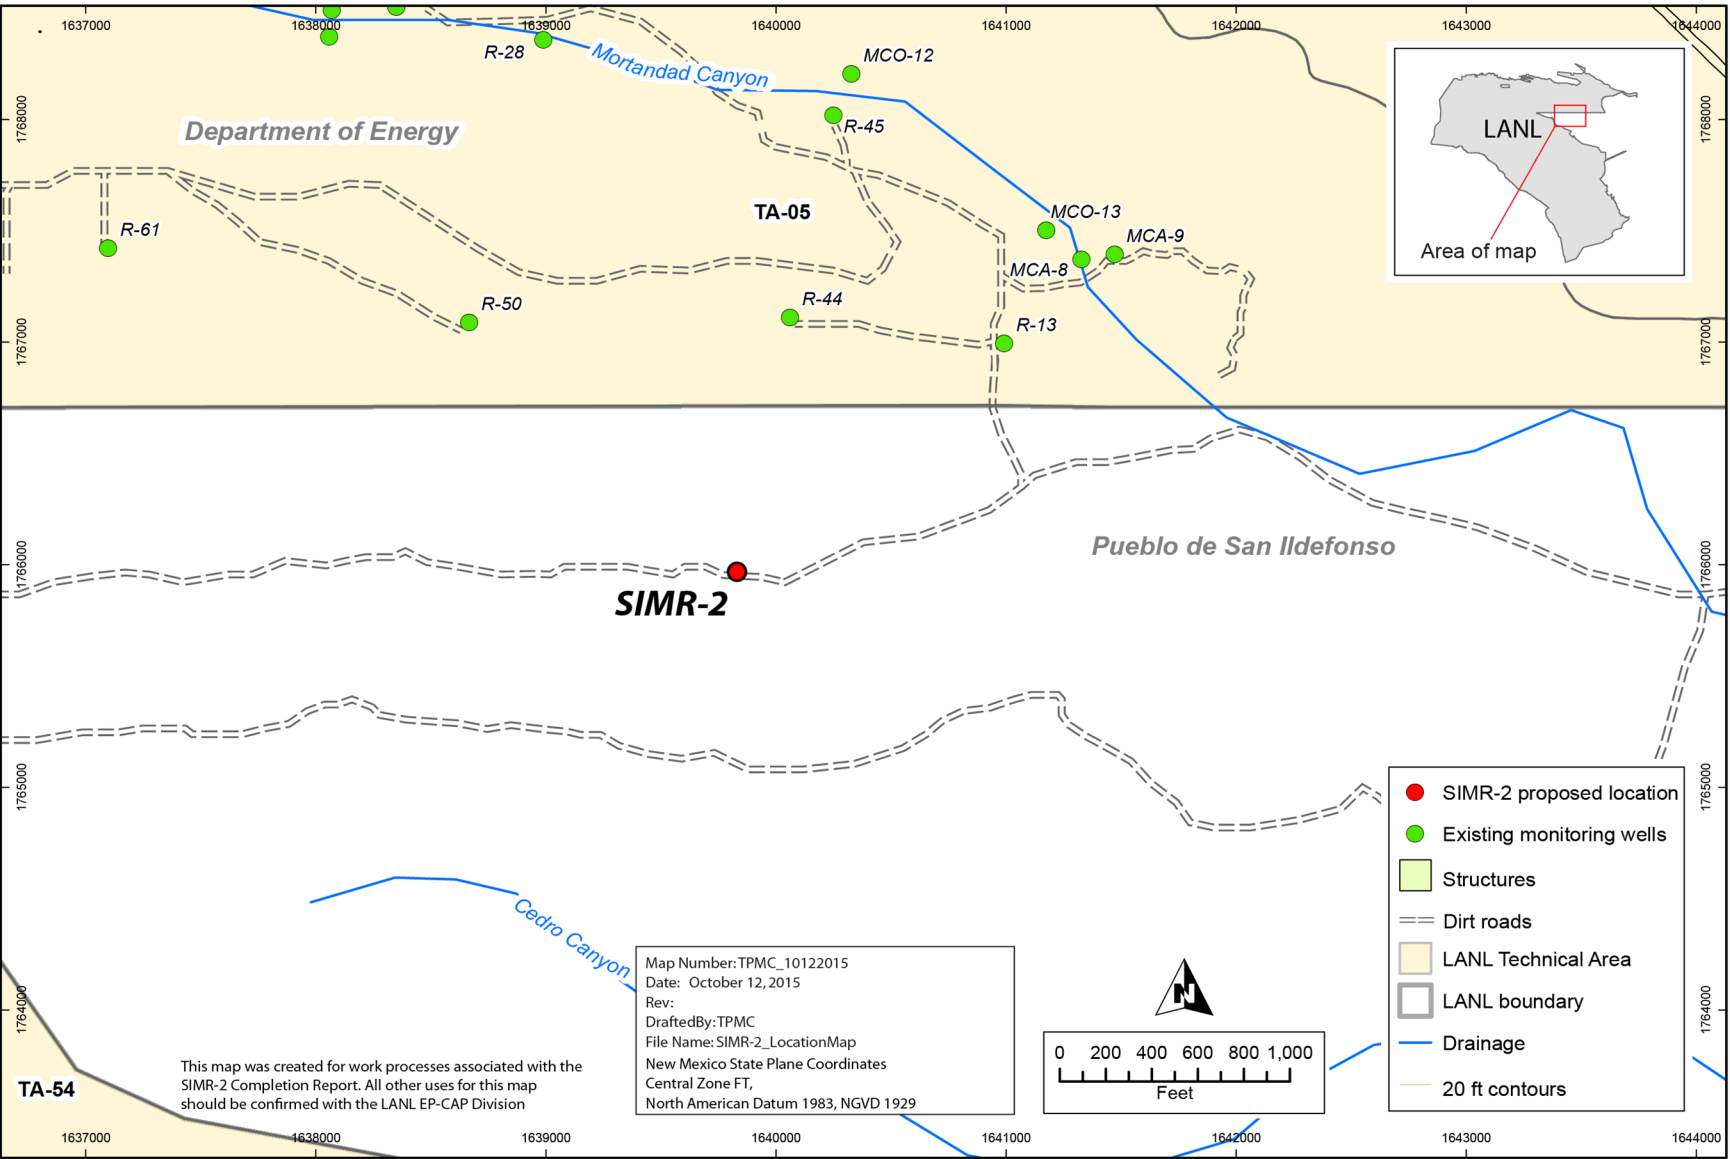 1637000
1638000
1639000
1640000
1641000
1642000
1643000
1644000
R-28
Mortandad Canyon
MCO-12
R-45
Department of Energy
1768000
1768000
LANL
Area of map
TA-05
R-61
MCO-13
MCA-9
MCA-8
R-50
R-44
R-13
1767000
1767000
Pueblo de San Ildefonso
1766000
1766000
SIMR-2
1765000
1765000
SIMR-2 proposed location
Existing monitoring wells
Structures
Dirt roads
LANL Technical Area
LANL boundary
Drainage
20 ft contours
Cedro Canyon
Map Number: TPMC_10122015
Date: October 12, 2015
Rev:
DraftedBy: TPMC
File Name: SIMR-2_LocationMap
New Mexico State Plane Coordinates
Central Zone FT,
North American Datum 1983, NGVD 1929
N
0 200 400 600 800 1,000
Feet
1764000
1764000
This map was created for work processes associated with the
SIMR-2 Completion Report. All other uses for this map
should be confirmed with the LANL EP-CAP Division
TA-54
1637000
1638000
1639000
1640000
1641000
1642000
1643000
1644000